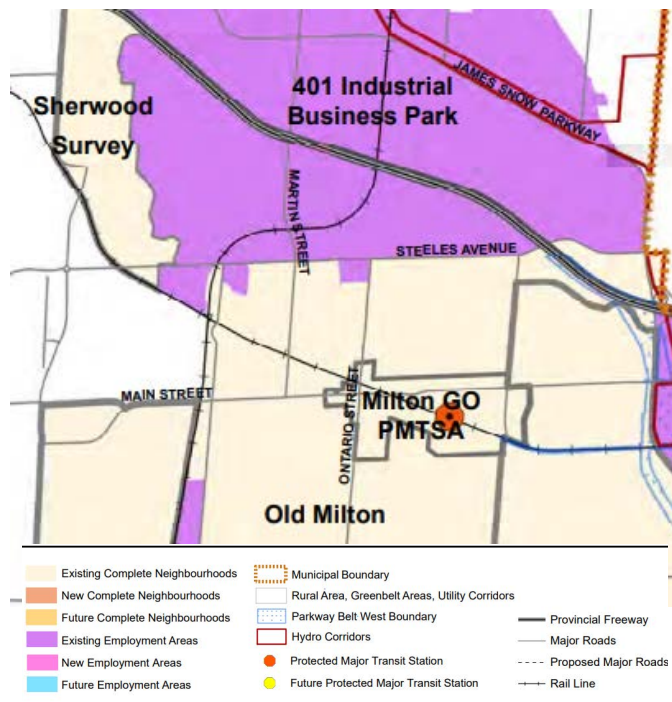 401 Industrial
Business Park
JAMES SNOW PARKWAY
Sherwood
Survey
MARTIN STREET
STEELES AVENUE
MAIN STREET
ONTARIO STREET
Milton GO
PMTSA
Old Milton
Existing Complete Neighbourhoods
New Complete Neighbourhoods
Future Complete Neighbourhoods
Existing Employment Areas
New Employment Areas
Future Employment Areas
Municipal Boundary
Rural Area, Greenbelt Areas, Utility Corridors
Parkway Belt West Boundary
Hydro Corridors
Protected Major Transit Station
Future Protected Major Transit Station
Provincial Freeway
Major Roads
Proposed Major Roads
Rail Line